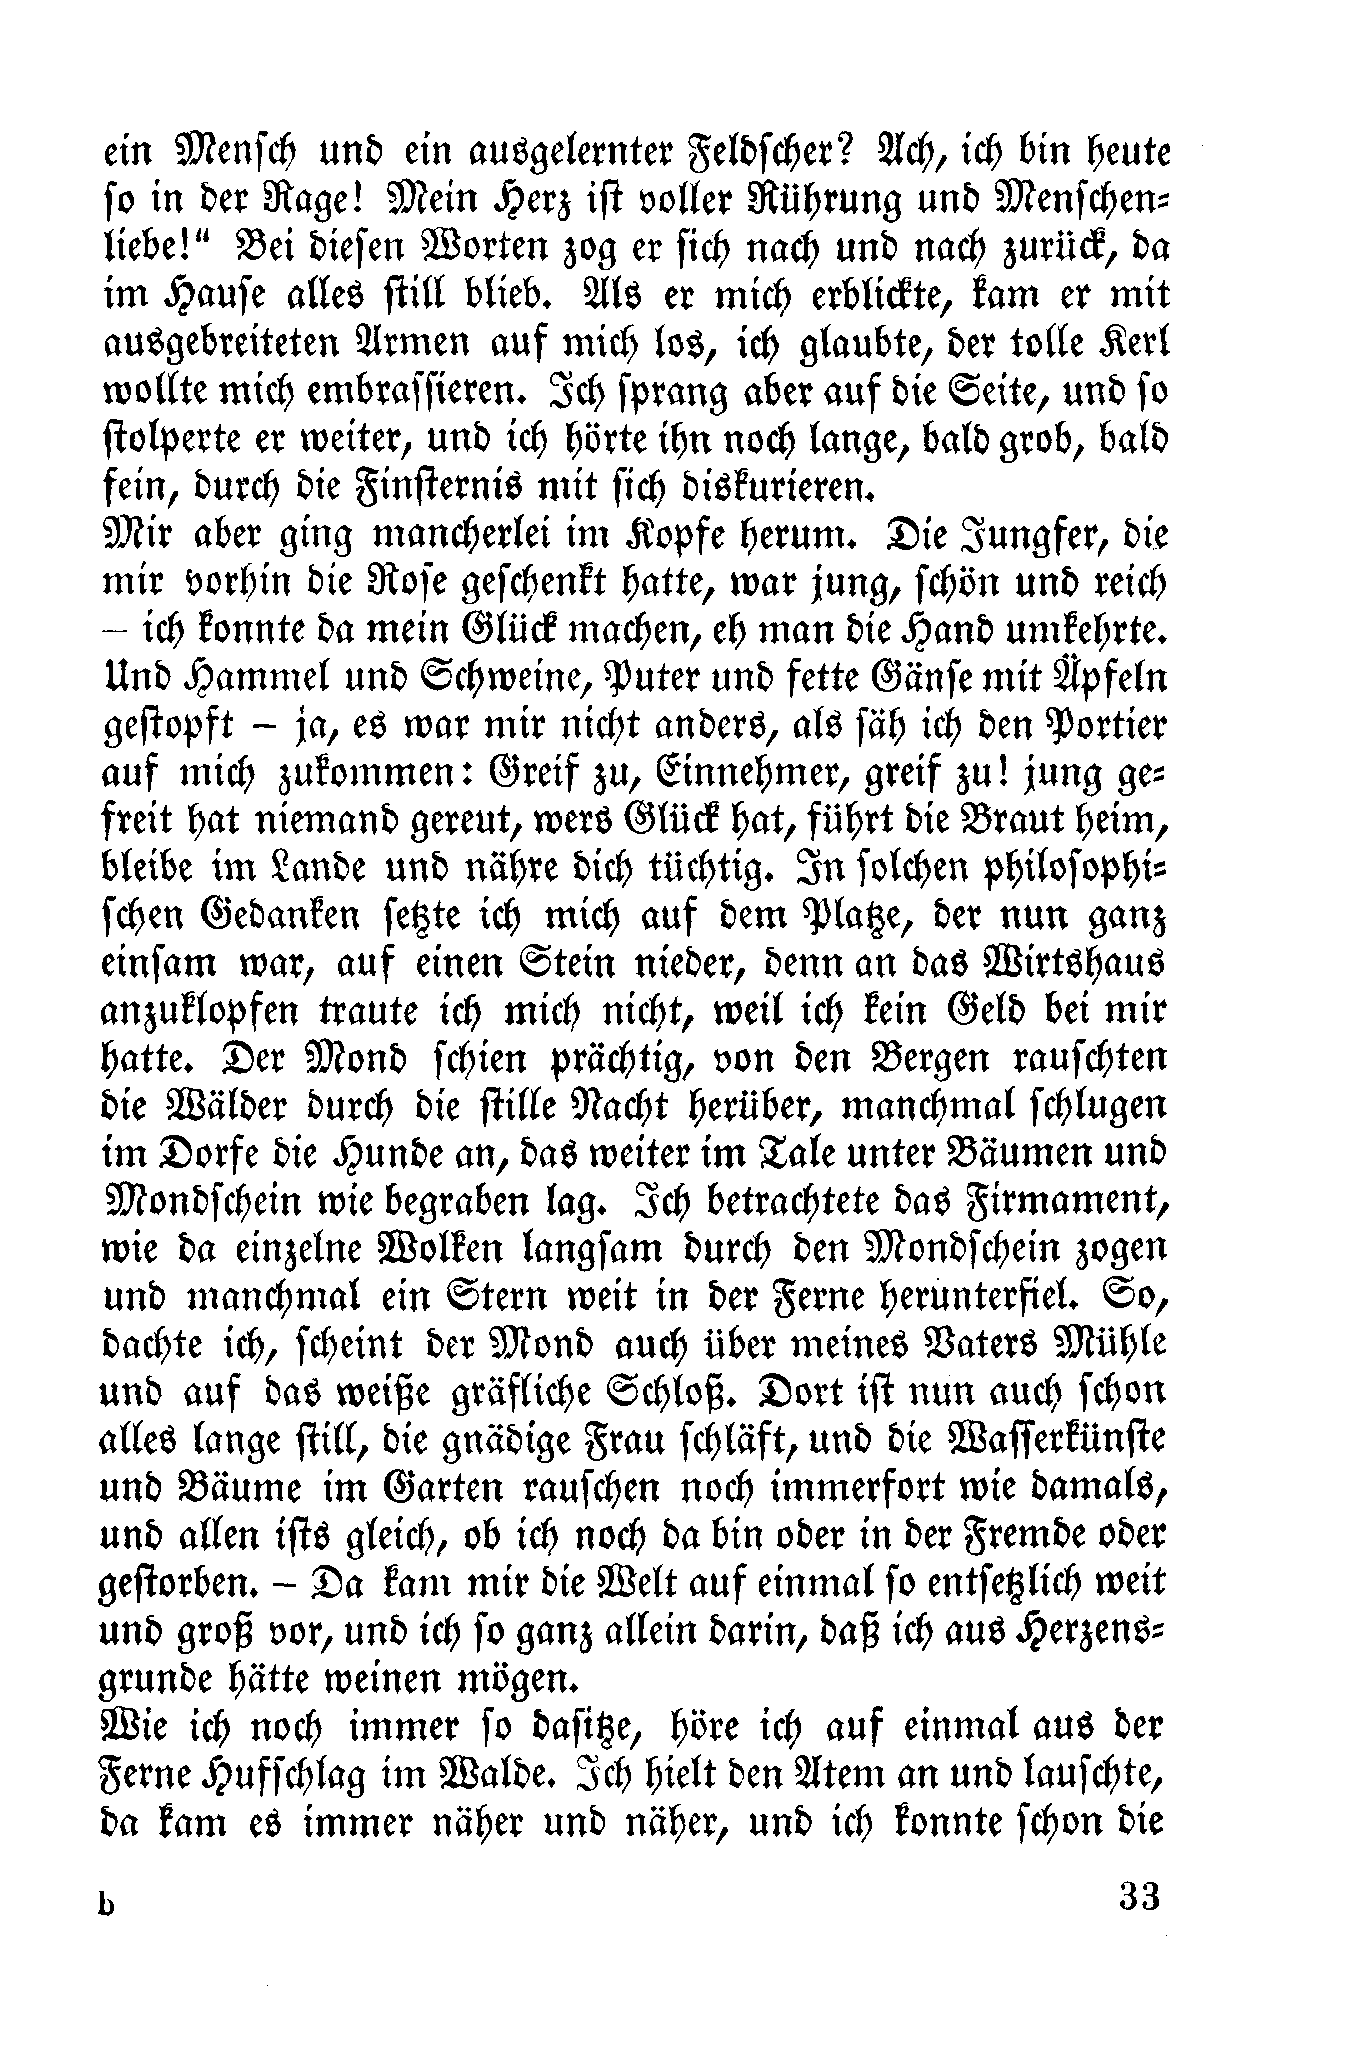 ein Mensch und ein ausgelernter Feldscher? Ach, ich bin heute
so in der Rage! Mein Herz ist voller Rührung und Menschen-
liebe!“ Bei diesen Worten zog er sich nach und nach zurück, da
im Hause alles still blieb. Als er mich erblickte, kam er mit
ausgebreiteten Armen auf mich los, ich glaubte, der tolle Kerl
wollte mich embrassieren. Ich sprang aber auf die Seite, und so
stolperte er weiter, und ich hörte ihn noch lange, bald grob, bald
fein, durch die Finsternis mit sich diskurieren.
Mir aber ging mancherlei im Kopfe herum. Die Jungfer, die
mir vorhin die Rose geschenkt hatte, war jung, schön und reich
– ich konnte da mein Glück machen, eh man die Hand umkehrte.
Und Hammel und Schweine, Puter und fette Gänse mit Äpfeln
gestopft – ja, es war mir nicht anders, als säh ich den Portier
auf mich zukommen: Greif zu, Einnehmer, greif zu! jung ge-
freit hat niemand gereut, wers Glück hat, führt die Braut heim,
bleibe im Lande und nähre dich tüchtig. In solchen philosophi-
schen Gedanken setzte ich mich auf dem Platze, der nun ganz
einsam war, auf einen Stein nieder, denn an das Wirtshaus
anzuklopfen traute ich mich nicht, weil ich kein Geld bei mir
hatte. Der Mond schien prächtig, von den Bergen rauschten
die Wälder durch die stille Nacht herüber, manchmal schlugen
im Dorfe die Hunde an, das weiter im Tale unter Bäumen und
Mondschein wie begraben lag. Ich betrachtete das Firmament,
wie da einzelne Wolken langsam durch den Mondschein zogen
und manchmal ein Stern weit in der Ferne herunterfiel. So,
dachte ich, scheint der Mond auch über meines Vaters Mühle
und auf das weiße gräfliche Schloß. Dort ist nun auch schon
alles lange still, die gnädige Frau schläft, und die Wasserkünste
und Bäume im Garten rauschen noch immerfort wie damals,
und allen ists gleich, ob ich noch da bin oder in der Fremde oder
gestorben. – Da kam mir die Welt auf einmal so entsetzlich weit
und groß vor, und ich so ganz allein darin, daß ich aus Herzens-
grunde hätte weinen mögen.
Wie ich noch immer so dasitze, höre ich auf einmal aus der
Ferne Hufschlag im Walde. Ich hielt den Atem an und lauschte,
da kam es immer näher und näher, und ich konnte schon die
b 33